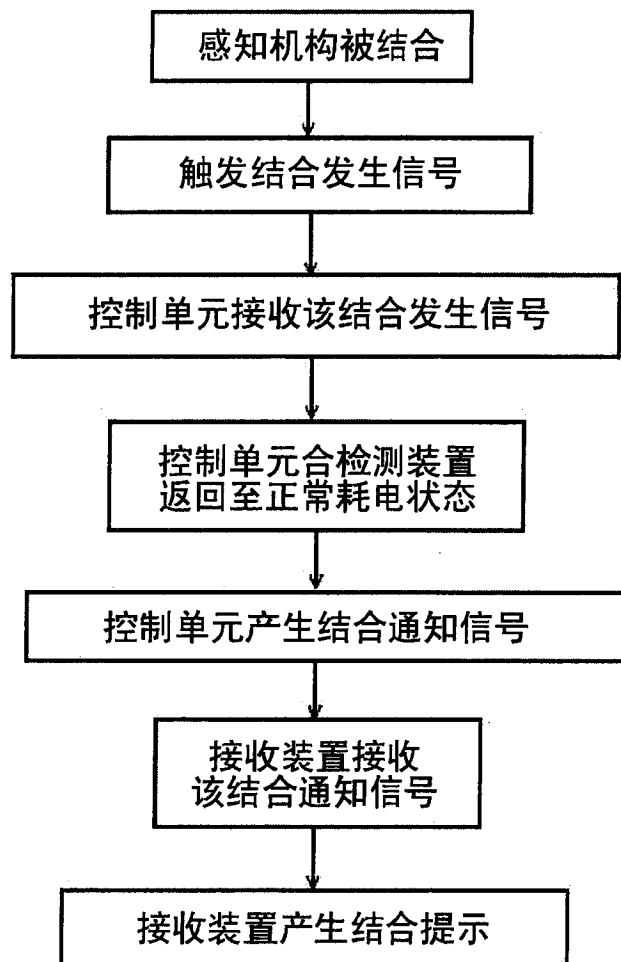 感知机构被结合
触发结合发生信号
控制单元接收该结合发生信号
控制单元合检测装置
返回至正常耗电状态
控制单元产生结合通知信号
接收装置接收
该结合通知信号
接收装置产生结合提示